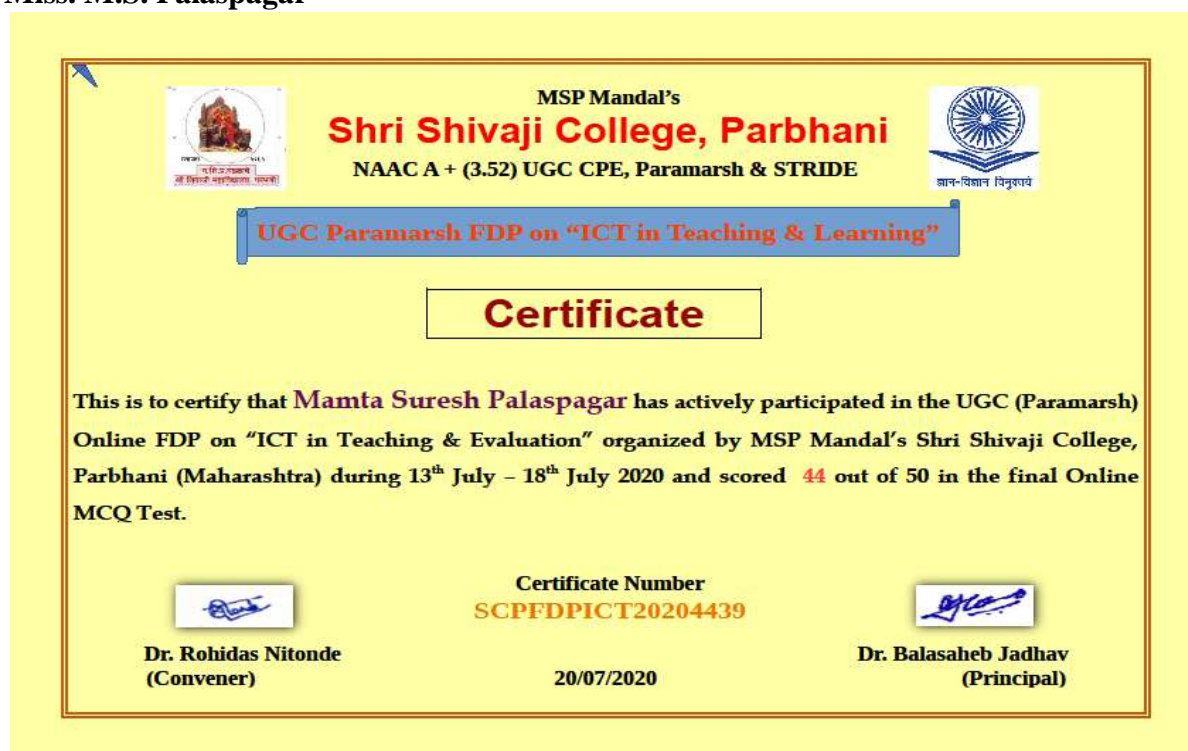 Miss. M.S. Palaspagar
MSP Mandal's
Shri Shivaji College, Parbhani
NAAC A + (3.52) UGC CPE, Paramarsh & STRIDE
ज्ञान-विज्ञान विमुक्तये
UGC Paramarsh FDP on “ICT in Teaching & Learning”
Certificate
This is to certify that Mamta Suresh Palaspagar has actively participated in the UGC (Paramarsh)
Online FDP on “ICT in Teaching & Evaluation” organized by MSP Mandal's Shri Shivaji College,
Parbhani (Maharashtra) during 13th July – 18th July 2020 and scored 44 out of 50 in the final Online
MCQ Test.
Certificate Number
SCPFDPICT20204439
Dr. Rohidas Nitonde
(Convener)
20/07/2020
Dr. Balasaheb Jadhav
(Principal)